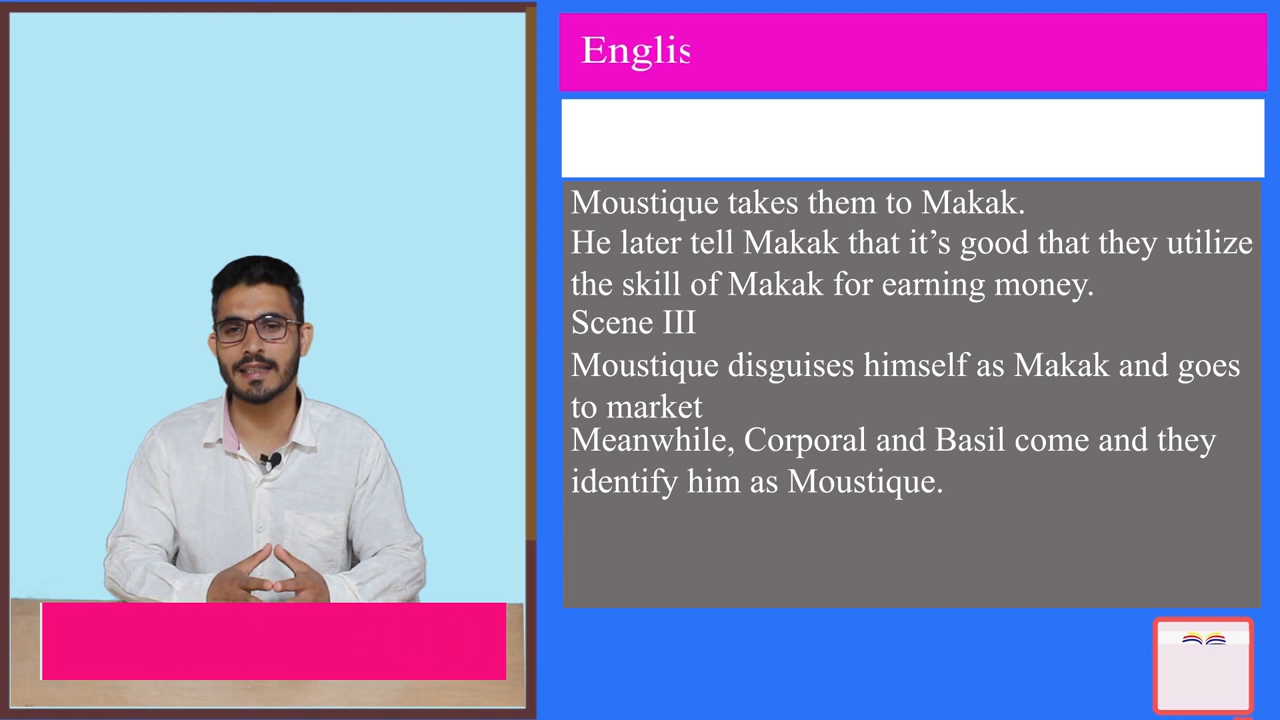 Englis
Moustique takes them to Makak.
He later tell Makak that it’s good that they utilize
the skill of Makak for earning money.
Scene III
Moustique disguises himself as Makak and goes
to market
Meanwhile, Corporal and Basil come and they
identify him as Moustique.